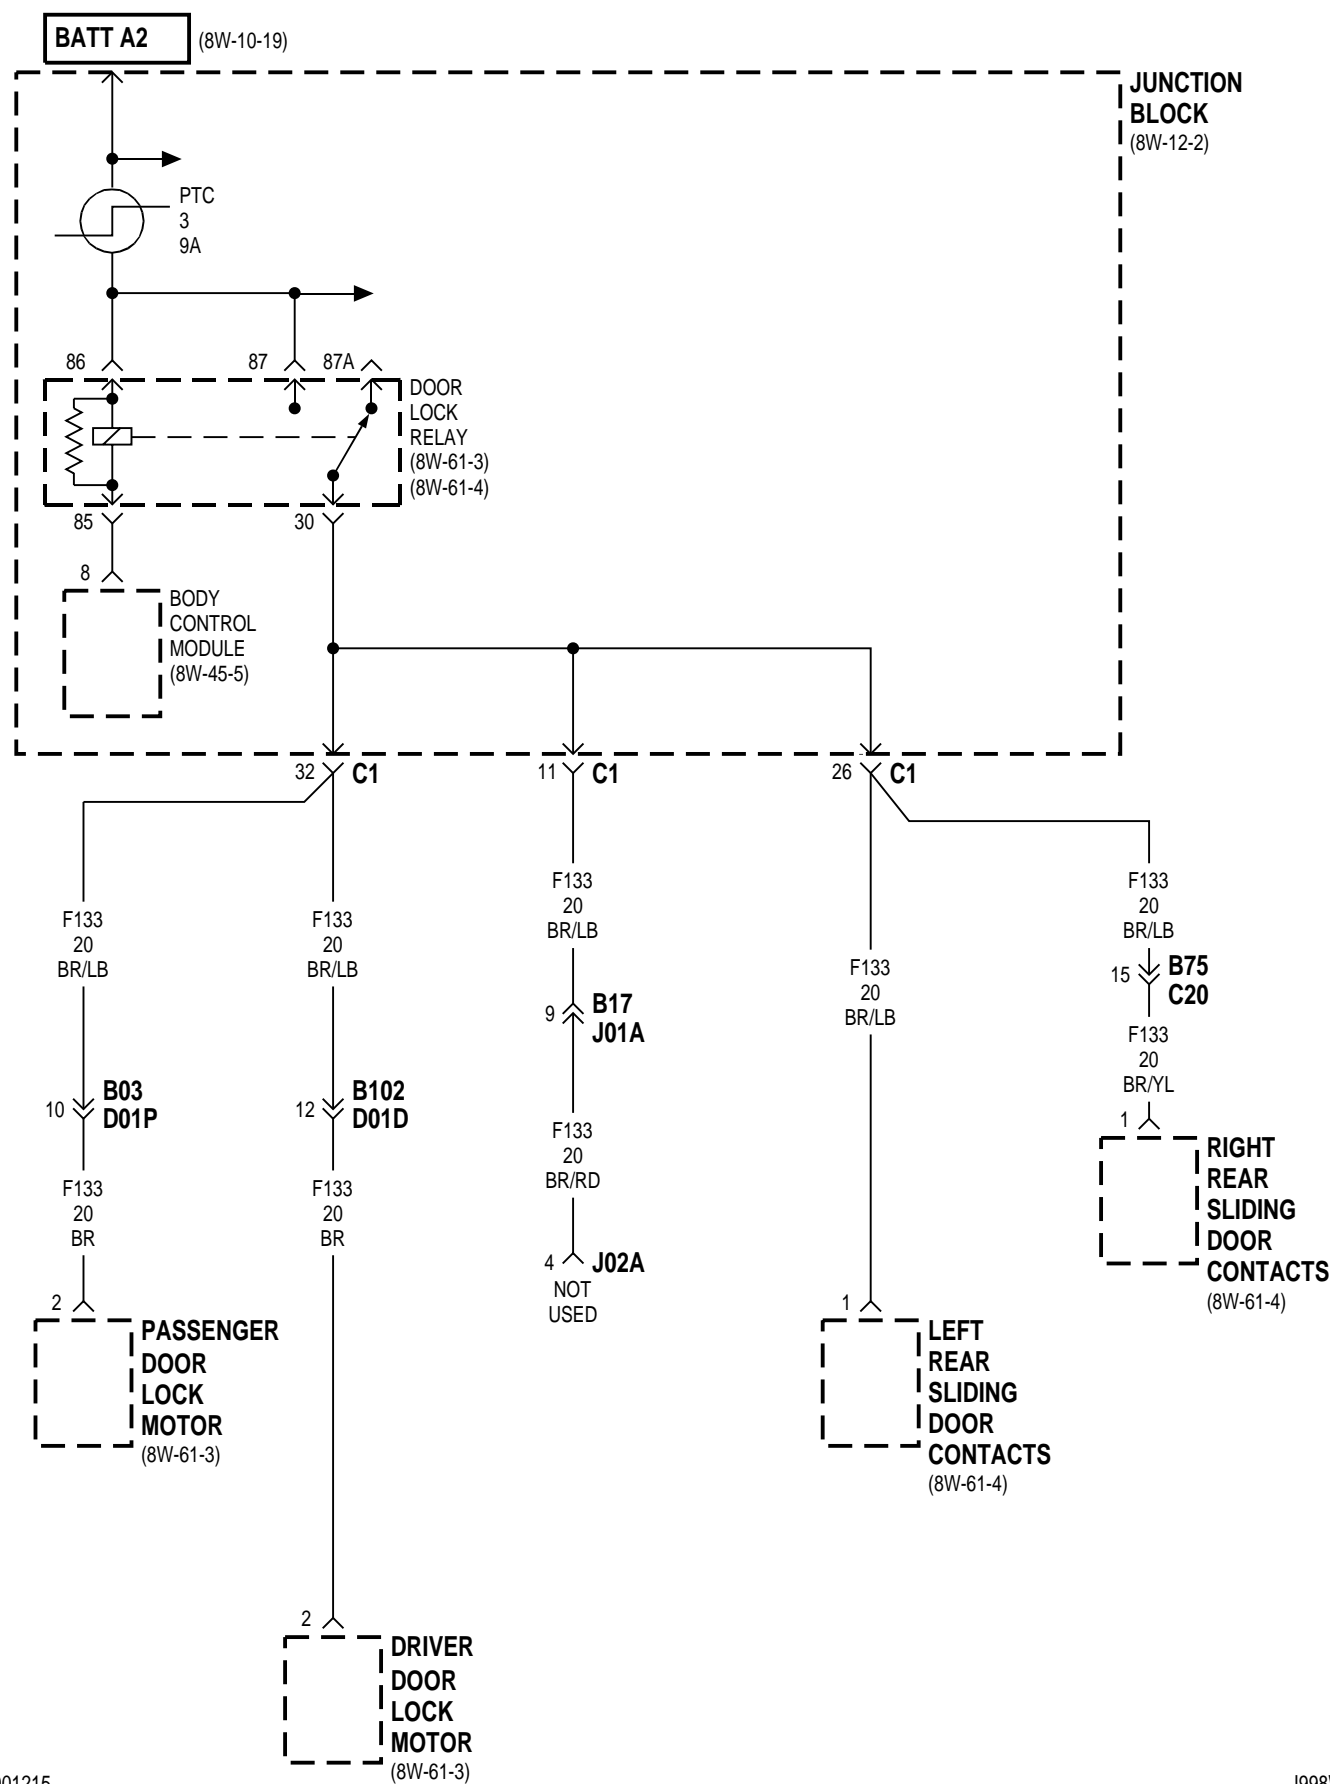 BATT A2
(8W-10-19)
JUNCTION
BLOCK
(8W-12-2)
PTC
3
9A
86
87
87A
DOOR
LOCK
RELAY
(8W-61-3)
(8W-61-4)
85
30
8
BODY
CONTROL
MODULE
(8W-45-5)
32
C1
11
C1
26
C1
F133
20
BR/LB
F133
20
BR/LB
F133
20
BR/LB
F133
20
BR/LB
F133
20
BR/LB
15
B75
C20
9
B17
J01A
F133
20
BR/YL
10
B03
D01P
12
B102
D01D
F133
20
BR/RD
1
RIGHT
REAR
SLIDING
DOOR
CONTACTS
(8W-61-4)
F133
20
BR
F133
20
BR
4
J02A
NOT
USED
2
PASSENGER
DOOR
LOCK
MOTOR
(8W-61-3)
1
LEFT
REAR
SLIDING
DOOR
CONTACTS
(8W-61-4)
2
DRIVER
DOOR
LOCK
MOTOR
(8W-61-3)